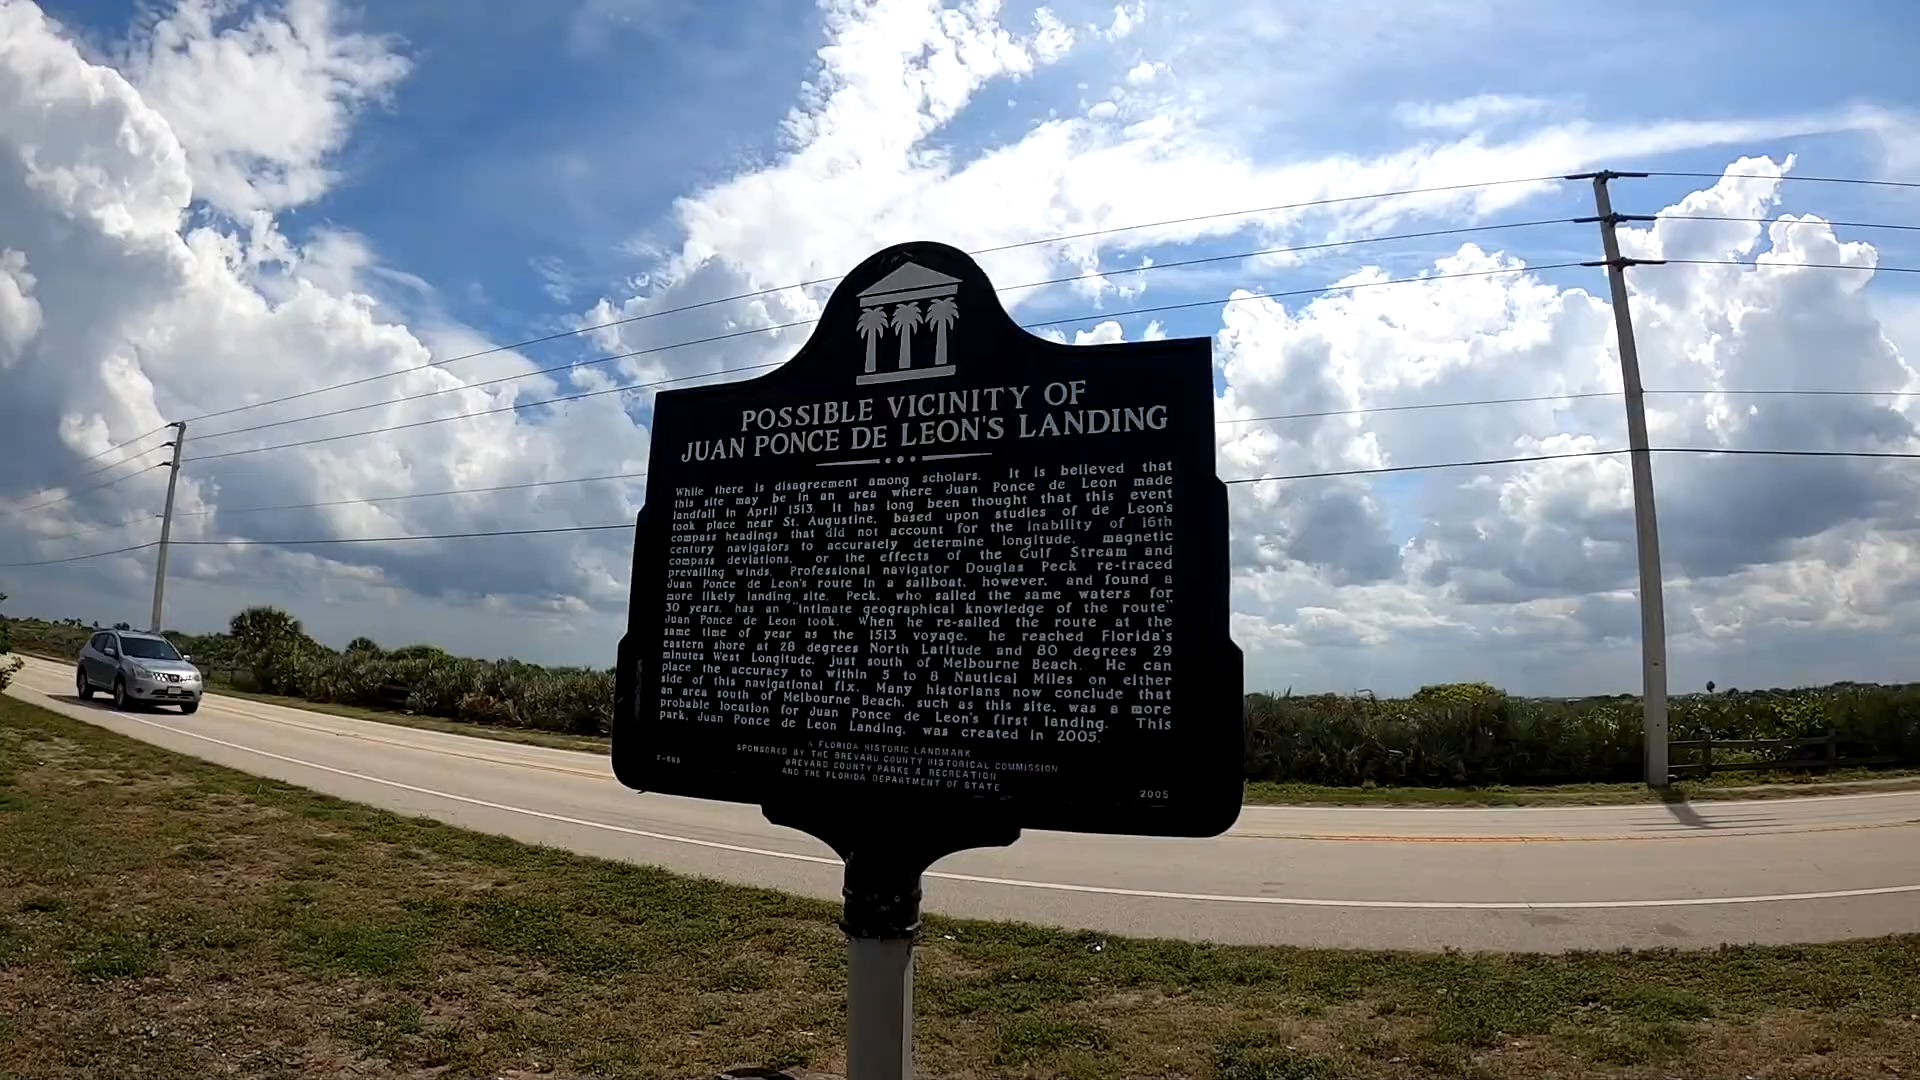 POSSIBLE VICINITY OF
JUAN PONCE DE LEON'S LANDING
While there is disagreement among scholars. It is believed that
this site may be in an area where Juan Ponce de Leon made
landfall in April 1513. It has long been thought that this event
took place near St. Augustine, based upon studies of de Leon's
compass headings that did not account for the inability of 16th
century navigators to accurately determine longitude, magnetic
compass deviations, or the effects of the Gulf Stream and
prevailing winds. Professional navigator Douglas Peck re-traced
Juan Ponce de Leon's route in a sailboat, however, and found a
more likely landing site. Peck, who sailed the same waters for
30 years, has an "intimate geographical knowledge of the route"
Juan Ponce de Leon took. When he re-sailed the route at the
same time of year as the 1513 voyage, he reached Florida's
eastern shore at 28 degrees North Latitude and 80 degrees 29
minutes West Longitude, just south of Melbourne Beach. He can
place the accuracy to within 5 to 8 Nautical Miles on either
side of this navigational fix. Many historians now conclude that
an area south of Melbourne Beach, such as this site, was a more
probable location for Juan Ponce de Leon's first landing. This
park, Juan Ponce de Leon Landing, was created in 2005.
A FLORIDA HISTORIC LANDMARK
SPONSORED BY THE BREVARD COUNTY HISTORICAL COMMISSION
BREVARD COUNTY PARKS & RECREATION
AND THE FLORIDA DEPARTMENT OF STATE
2005